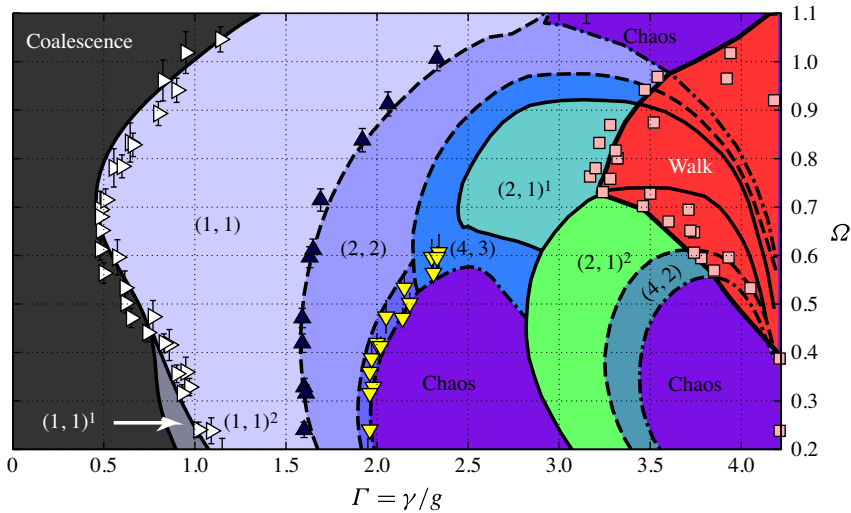 Coalescence
Chaos
1.1
1.0
0.9
0.8
Walk
(2, 1)¹
0.7
(1, 1)
Ω
(2, 2)
(4, 3)
0.6
(2, 1)²
(4, 2)
0.5
0.4
Chaos
Chaos
0.3
(1, 1)¹
(1, 1)²
0.2
0 0.5 1.0 1.5 2.0 2.5 3.0 3.5 4.0
Γ = γ/g